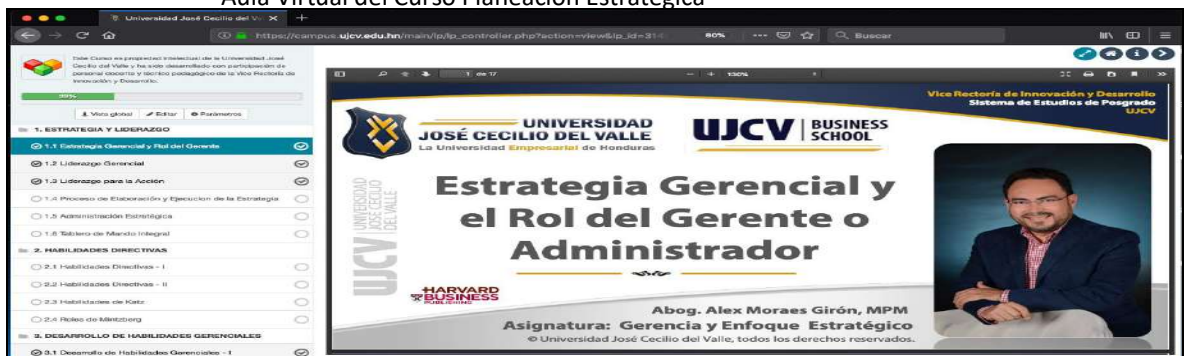 Aula Virtual del Curso Planeación Estratégica
Universidad José Cecilio del V
https://campus.ujcv.edu.hn/main/lp/lp_controller.php?action=view&lp_id=314
80%
Buscar
Este Curso es propiedad intelectual de la Universidad José
Cecilio del Valle y ha sido desarrollado con participación de
personal docente y técnico pedagógico de la Vice Rectoría de
Innovación y Desarrollo.
Vista global
Editar
Parámetros
1. ESTRATEGIA Y LIDERAZGO
1.1 Estrategia Gerencial y Rol del Gerente
1.2 Liderazgo Gerencial
1.3 Liderazgo para la Acción
1.4 Proceso de Elaboración y Ejecucion de la Estrategia
1.5 Administración Estratégica
1.6 Tablero de Mando Integral
2. HABILIDADES DIRECTIVAS
2.1 Habilidades Directivas - I
2.2 Habilidades Directivas - II
2.3 Habilidades de Katz
2.4 Roles de Mintzberg
3. DESARROLLO DE HABILIDADES GERENCIALES
3.1 Desarrollo de Habilidades Gerenciales - I
1 de 17
100%
Vice Rectoría de Innovación y Desarrollo
Sistema de Estudios de Posgrado
UJCV
UNIVERSIDAD
JOSÉ CECILIO DEL VALLE
La Universidad Empresarial de Honduras
UJCV BUSINESS
SCHOOL
UJCV UNIVERSIDAD
JOSÉ CECILIO
DEL VALLE
Estrategia Gerencial y
el Rol del Gerente o
Administrador
HARVARD
BUSINESS
PUBLISHING
Abog. Alex Moraes Girón, MPM
Asignatura: Gerencia y Enfoque Estratégico
© Universidad José Cecilio del Valle, todos los derechos reservados.